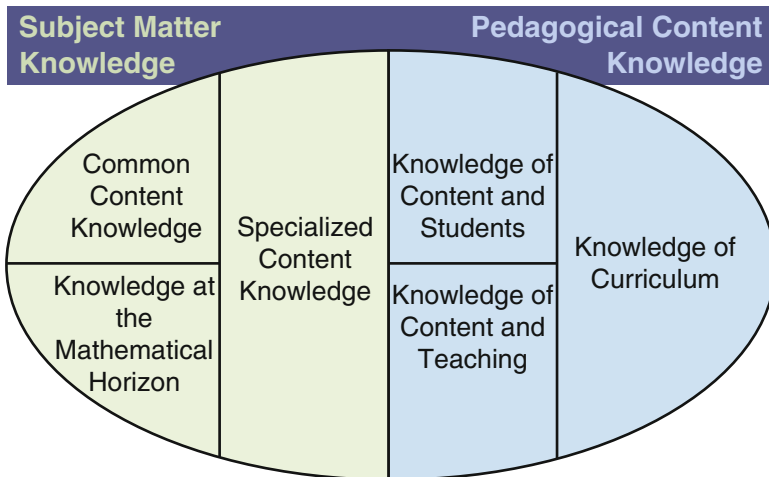 Subject Matter
Knowledge
Pedagogical Content
Knowledge
Common
Content
Knowledge
Knowledge at
the
Mathematical
Horizon
Specialized
Content
Knowledge
Knowledge of
Content and
Students
Knowledge of
Content and
Teaching
Knowledge of
Curriculum